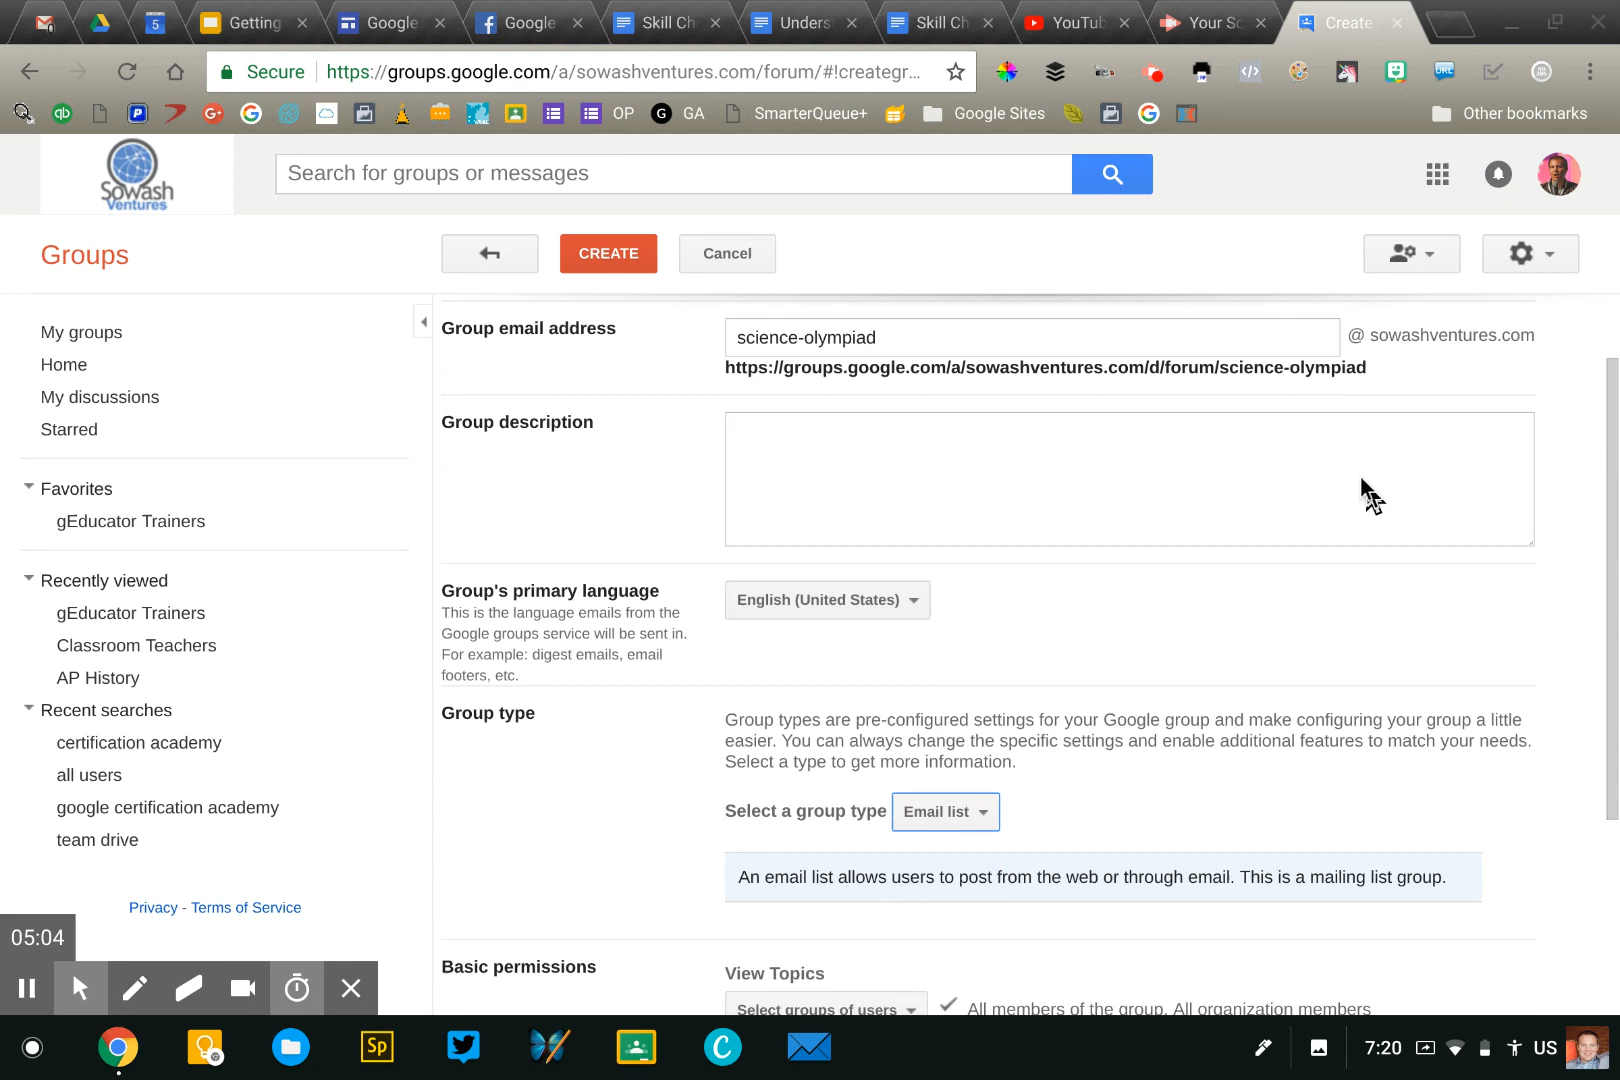 Getting
Google
Google
Skill Ch
Unders
Skill Ch
YouTub
Your Sc
Create
Secure
https://groups.google.com/a/sowashventures.com/forum/#!creategr...
OP
GA
SmarterQueue+
Google Sites
Other bookmarks
Sowash
Ventures
Search for groups or messages
Groups
CREATE
Cancel
My groups
Home
My discussions
Starred
Favorites
gEducator Trainers
Recently viewed
gEducator Trainers
Classroom Teachers
AP History
Recent searches
certification academy
all users
google certification academy
team drive
Privacy - Terms of Service
Group email address
science-olympiad
@ sowashventures.com
https://groups.google.com/a/sowashventures.com/d/forum/science-olympiad
Group description
Group's primary language
This is the language emails from the
Google groups service will be sent in.
For example: digest emails, email
footers, etc.
English (United States)
Group type
Group types are pre-configured settings for your Google group and make configuring your group a little
easier. You can always change the specific settings and enable additional features to match your needs.
Select a type to get more information.
Select a group type
Email list
An email list allows users to post from the web or through email. This is a mailing list group.
Basic permissions
View Topics
Select groups of users
All members of the group, All organization members
05:04
Sp
7:20
US